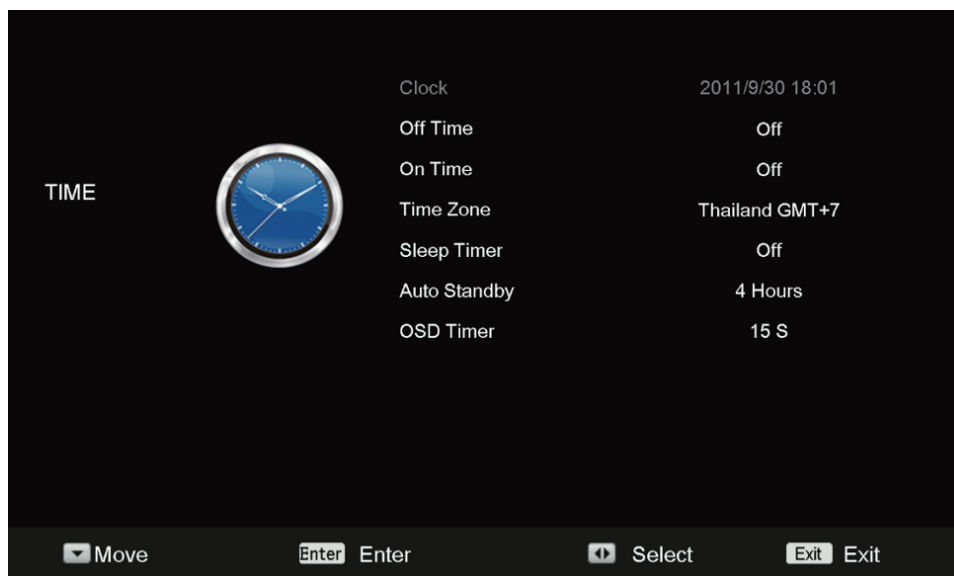 Clock 2011/9/30 18:01
Off Time Off
On Time Off
TIME
Time Zone Thailand GMT+7
Sleep Timer Off
Auto Standby 4 Hours
OSD Timer 15 S
Move Enter Enter Select Exit Exit